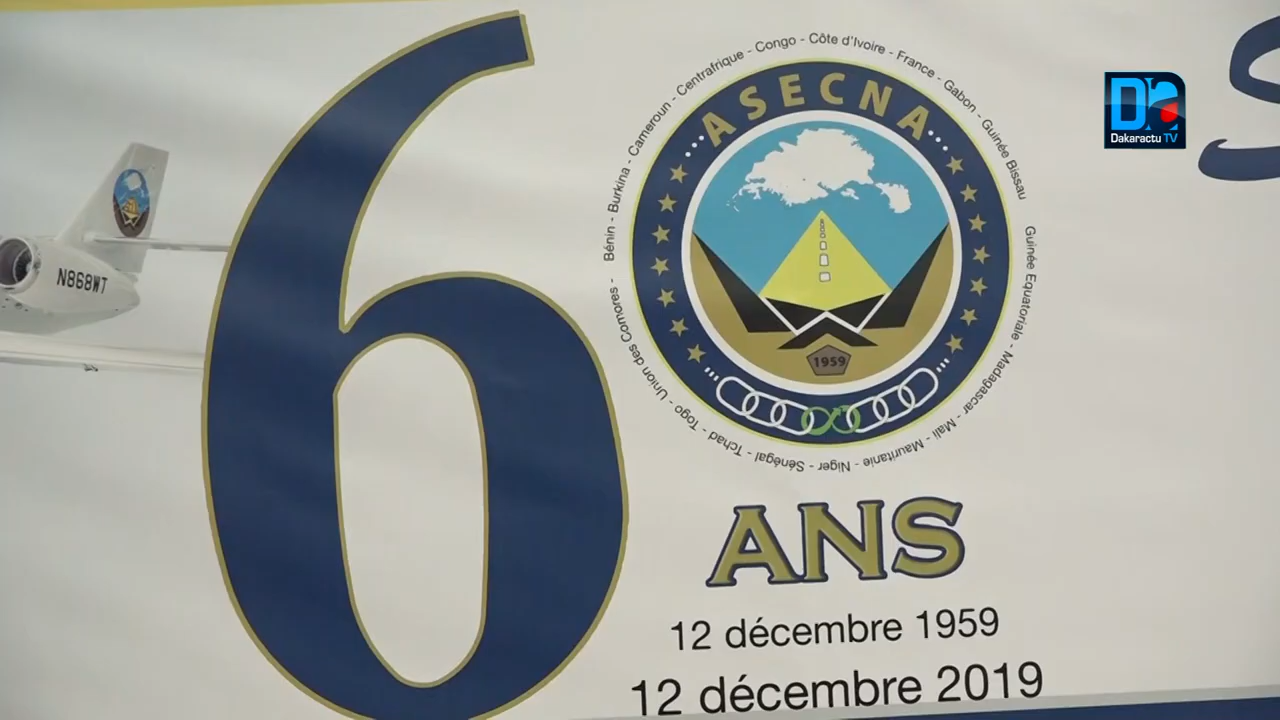 6
Bénin - Burkina - Cameroun - Centrafrique - Congo - Côte d'Ivoire - France - Gabon - Guinée Bissau
Guinée Equatoriale - Madagascar - Mali - Mauritanie - Niger - Sénégal - Tchad - Togo - Union des Comores -
ASECNA
1959
N868WT
ANS
12 décembre 1959
12 décembre 2019
D
Dakaractu TV
S